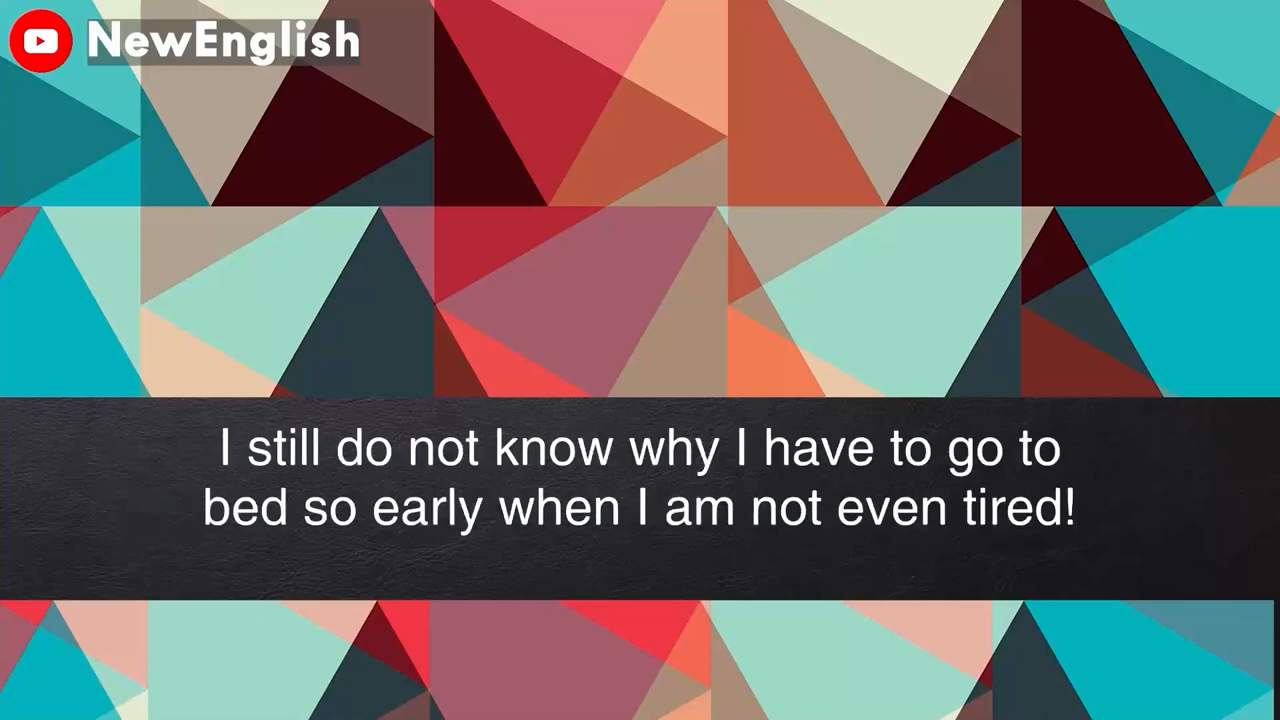 NewEnglish
I still do not know why I have to go to
bed so early when I am not even tired!